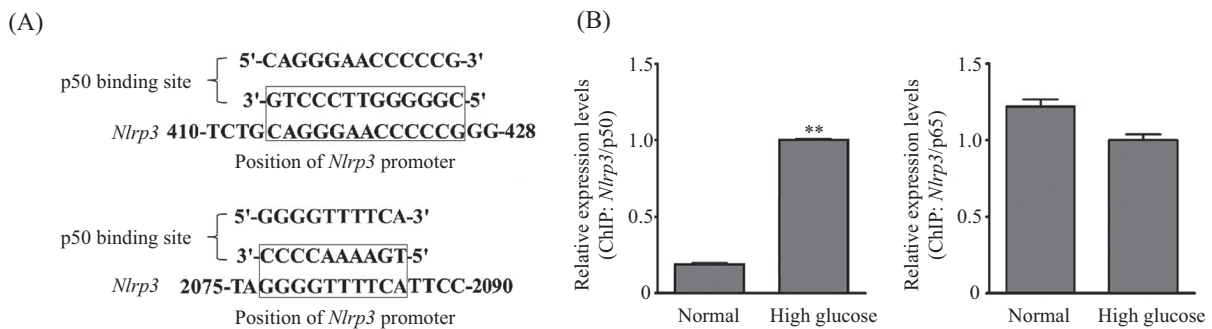 (A)
p50 binding site
5'-CAGGGAACCCCCG-3'
3'-GTCCCTTGGGGGC-5'
Nlrp3 410-TCTGCAGGGAACCCCCGGG-428
Position of Nlrp3 promoter
p50 binding site
5'-GGGGTTTTCA-3'
3'-CCCCAAAAGT-5'
Nlrp3 2075-TAGGGGTTTTCATTCC-2090
Position of Nlrp3 promoter
(B)
Relative expression levels
(ChIP: Nlrp3/p50)
1.5
1.0
0.5
0
**
Normal
High glucose
Relative expression levels
(ChIP: Nlrp3/p65)
1.5
1.0
0.5
0
Normal
High glucose